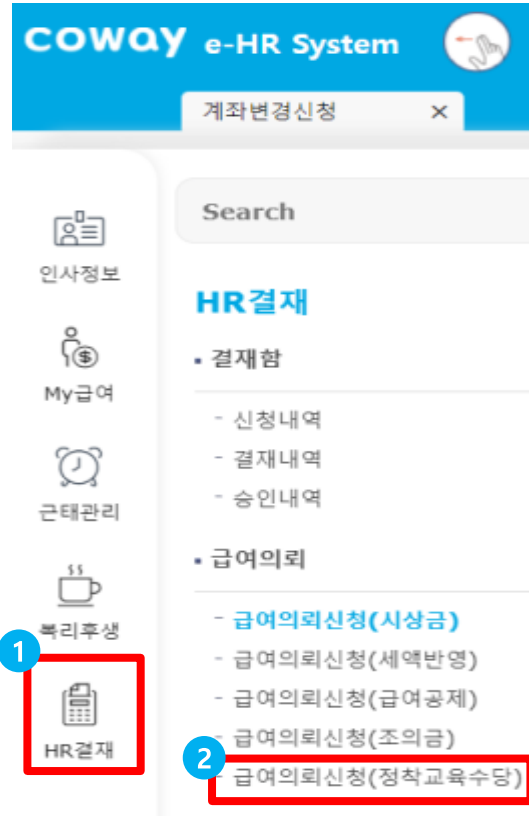 coway e-HR System
계좌변경신청 ×
Search
인사정보
My급여
근태관리
복리후생
1
HR결재
HR결재
▪ 결재함
- 신청내역
- 결재내역
- 승인내역
▪ 급여의뢰
- 급여의뢰신청(시상금)
- 급여의뢰신청(세액반영)
- 급여의뢰신청(급여공제)
- 급여의뢰신청(조의금)
2
- 급여의뢰신청(정착교육수당)